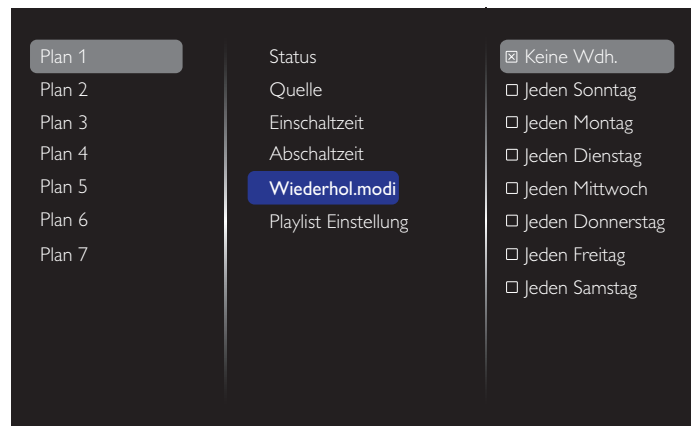 Plan 1
Plan 2
Plan 3
Plan 4
Plan 5
Plan 6
Plan 7
Status
Quelle
Einschaltzeit
Abschaltzeit
Wiederhol.modi
Playlist Einstellung
Keine Wdh.
Jeden Sonntag
Jeden Montag
Jeden Dienstag
Jeden Mittwoch
Jeden Donnerstag
Jeden Freitag
Jeden Samstag